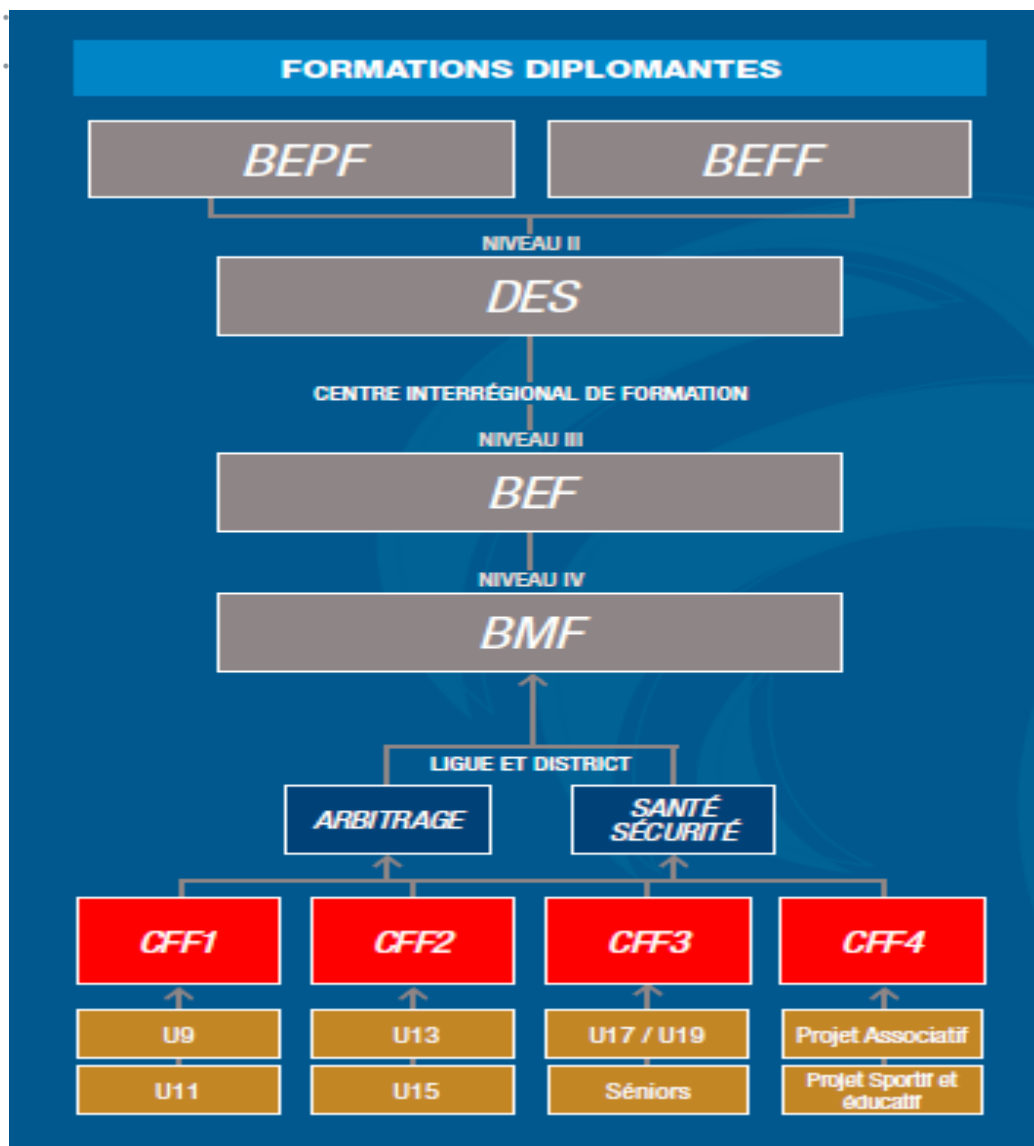 FORMATIONS DIPLOMANTES
BEPF
BEFF
NIVEAU II
DES
CENTRE INTERRÉGIONAL DE FORMATION
NIVEAU III
BEF
NIVEAU IV
BMF
LIGUE ET DISTRICT
ARBITRAGE
SANTÉ
SÉCURITÉ
CFF1
CFF2
CFF3
CFF4
U9
U13
U17 / U19
Projet Associatif
U11
U15
Séniors
Projet Sportif et
éducatif